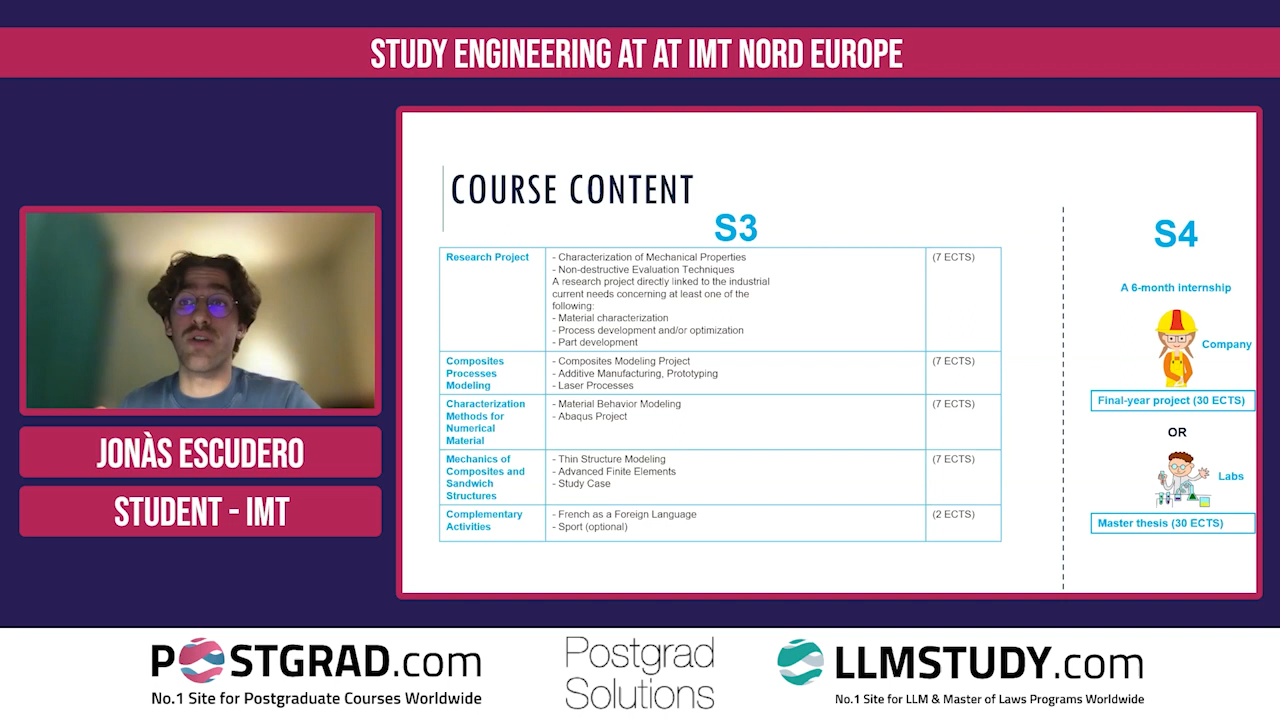 STUDY ENGINEERING AT AT IMT NORD EUROPE
COURSE CONTENT
S3
Research Project
- Characterization of Mechanical Properties
- Non-destructive Evaluation Techniques
A research project directly linked to the industrial
current needs concerning at least one of the
following:
- Material characterization
- Process development and/or optimization
- Part development
(7 ECTS)
Composites
Processes
Modeling
- Composites Modeling Project
- Additive Manufacturing, Prototyping
- Laser Processes
(7 ECTS)
Characterization
Methods for
Numerical
Material
- Material Behavior Modeling
- Abaqus Project
(7 ECTS)
Mechanics of
Composites and
Sandwich
Structures
- Thin Structure Modeling
- Advanced Finite Elements
- Study Case
(7 ECTS)
Complementary
Activities
- French as a Foreign Language
- Sport (optional)
(2 ECTS)
S4
A 6-month internship
Company
Final-year project (30 ECTS)
OR
Labs
Master thesis (30 ECTS)
JONÀS ESCUDERO
STUDENT - IMT
POSTGRAD.com
No.1 Site for Postgraduate Courses Worldwide
Postgrad
Solutions
LLMSTUDY.com
No.1 Site for LLM & Master of Laws Programs Worldwide